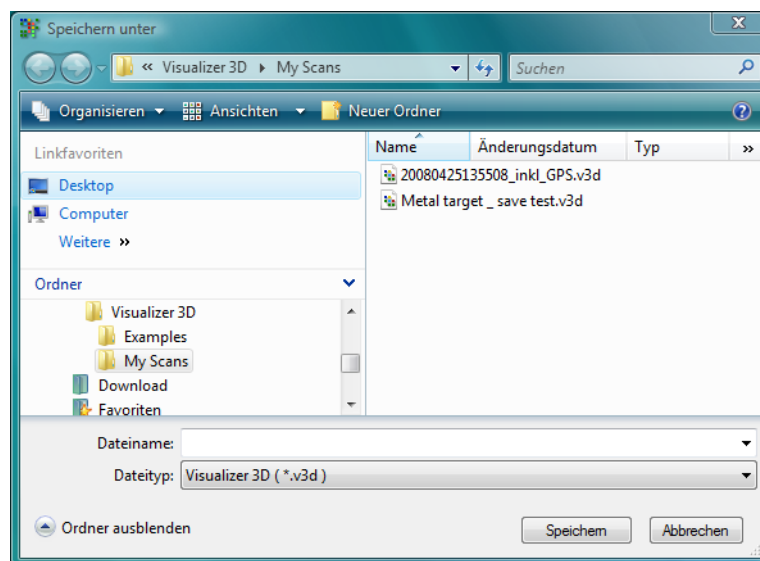 Speichern unter
« Visualizer 3D My Scans
Suchen
Organisieren Ansichten Neuer Ordner
Linkfavoriten
Desktop
Computer
Weitere »
Ordner
Visualizer 3D
Examples
My Scans
Download
Favoriten
Name Änderungsdatum Typ »
20080425135508_inkl_GPS.v3d
Metal target _ save test.v3d
Dateiname:
Dateityp: Visualizer 3D ( *.v3d )
Ordner ausblenden
Speichern Abbrechen